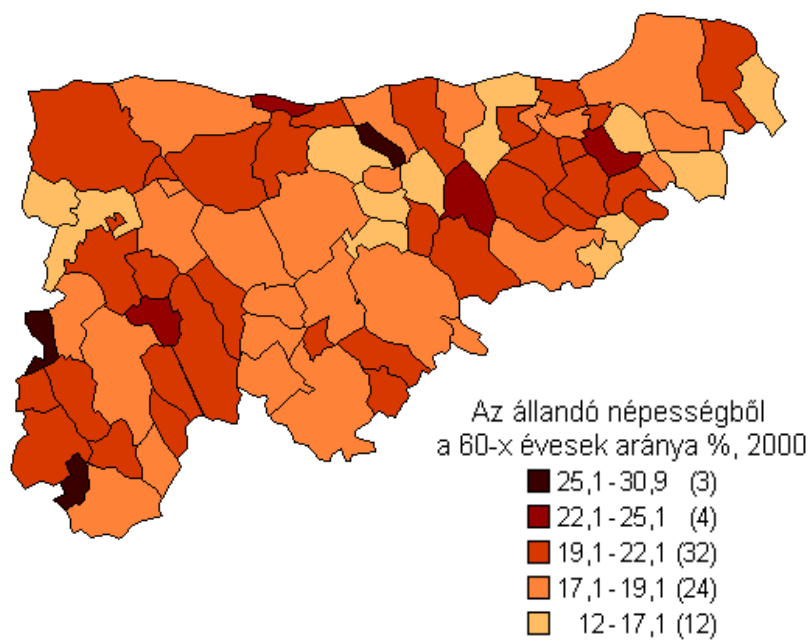 Az állandó népességből
a 60-x évesek aránya %, 2000
25,1-30,9 (3)
22,1-25,1 (4)
19,1-22,1 (32)
17,1-19,1 (24)
12-17,1 (12)